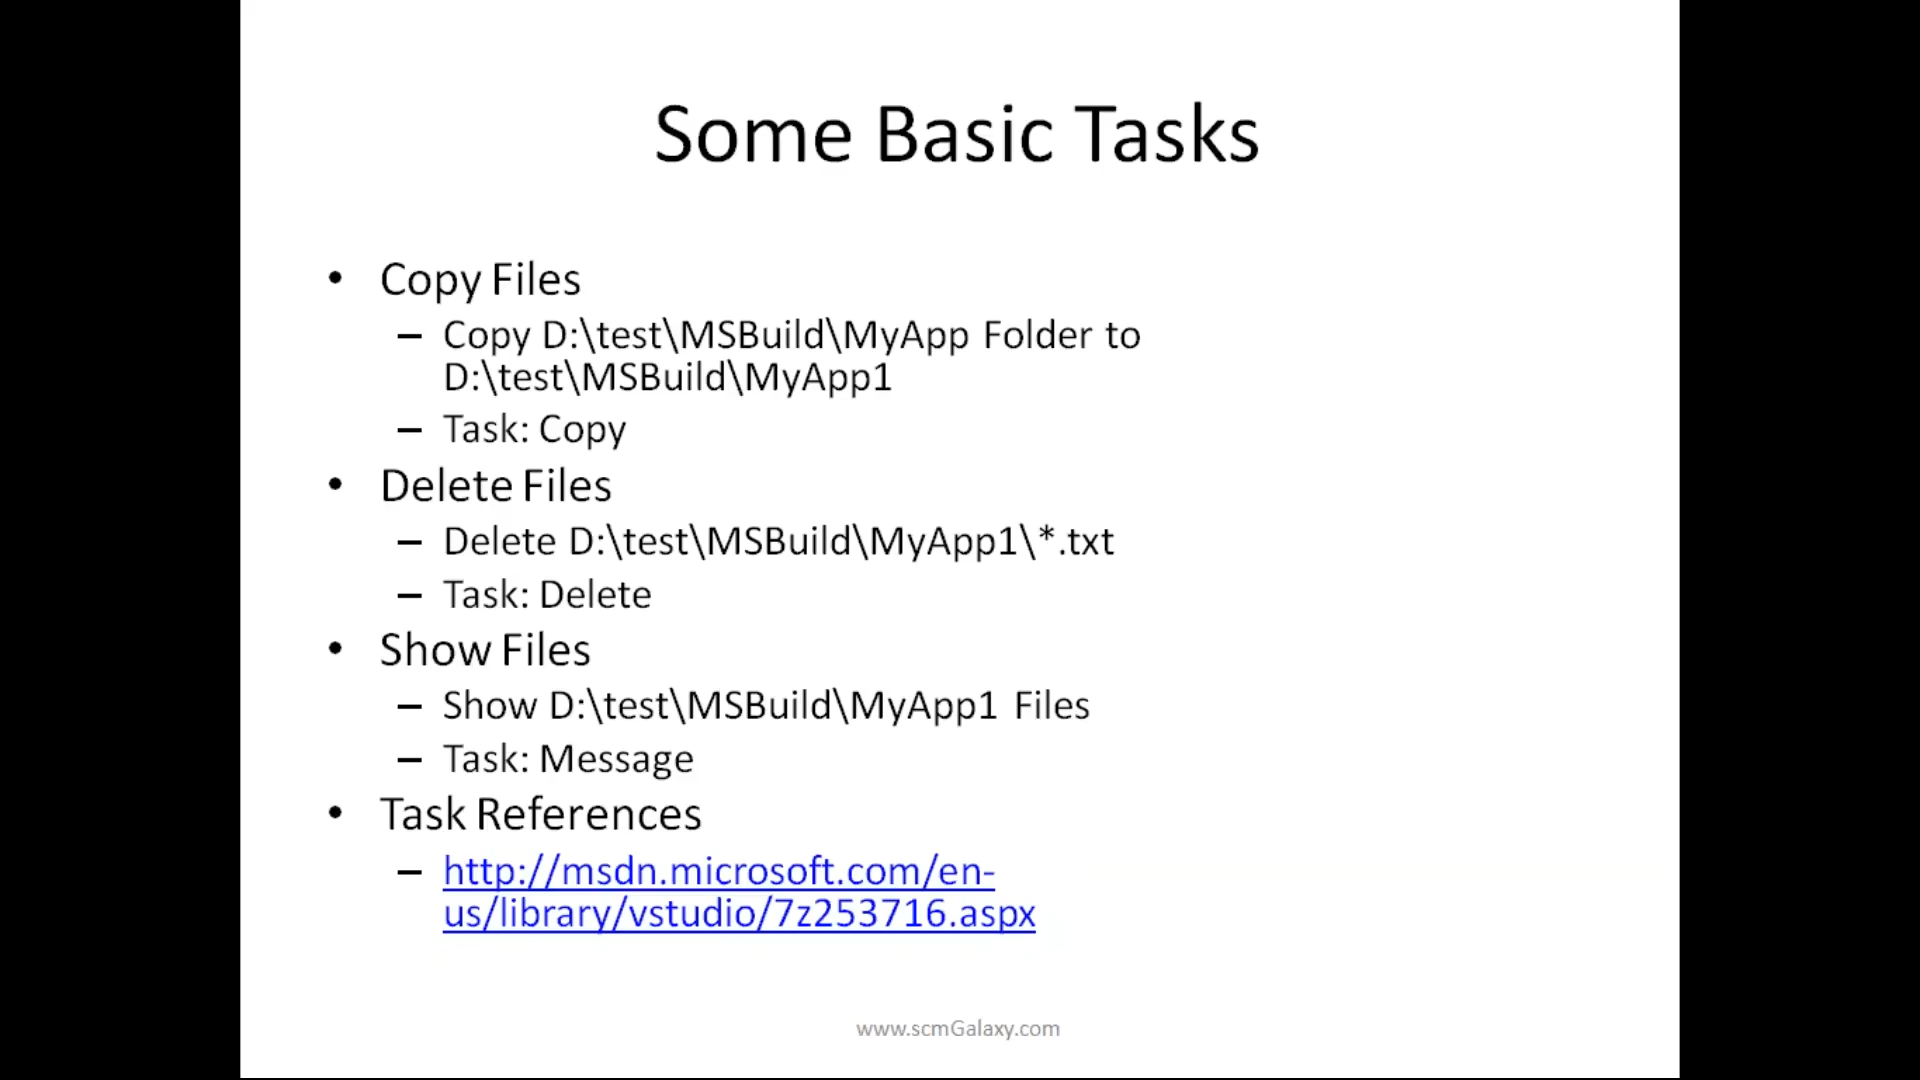 Some Basic Tasks
• Copy Files
– Copy D:\test\MSBuild\MyApp Folder to
D:\test\MSBuild\MyApp1
– Task: Copy
• Delete Files
– Delete D:\test\MSBuild\MyApp1\*.txt
– Task: Delete
• Show Files
– Show D:\test\MSBuild\MyApp1 Files
– Task: Message
• Task References
– http://msdn.microsoft.com/en-
us/library/vstudio/7z253716.aspx
www.scmGalaxy.com